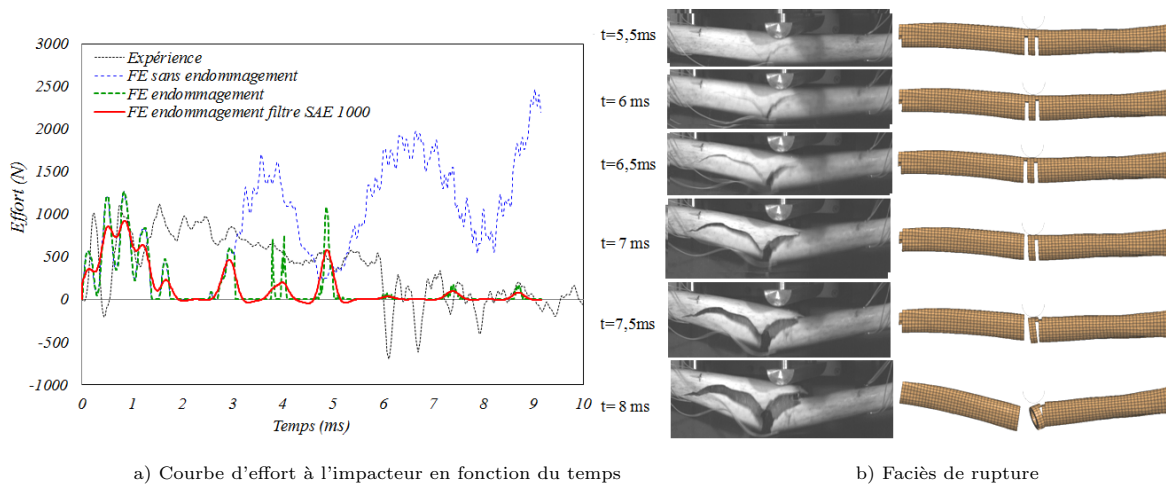 3000
2500
2000
1500
1000
500
0
-500
-1000
Effort (N)
Expérience
FE sans endommagement
FE endommagement
FE endommagement filtre SAE 1000
0 1 2 3 4 5 6 7 8 9 10
Temps (ms)
a) Courbe d'effort à l'impacteur en fonction du temps
b)
t=5,5ms
t= 6 ms
t=6,5ms
t= 7 ms
t=7,5ms
t= 8 ms
b) Faciès de rupture